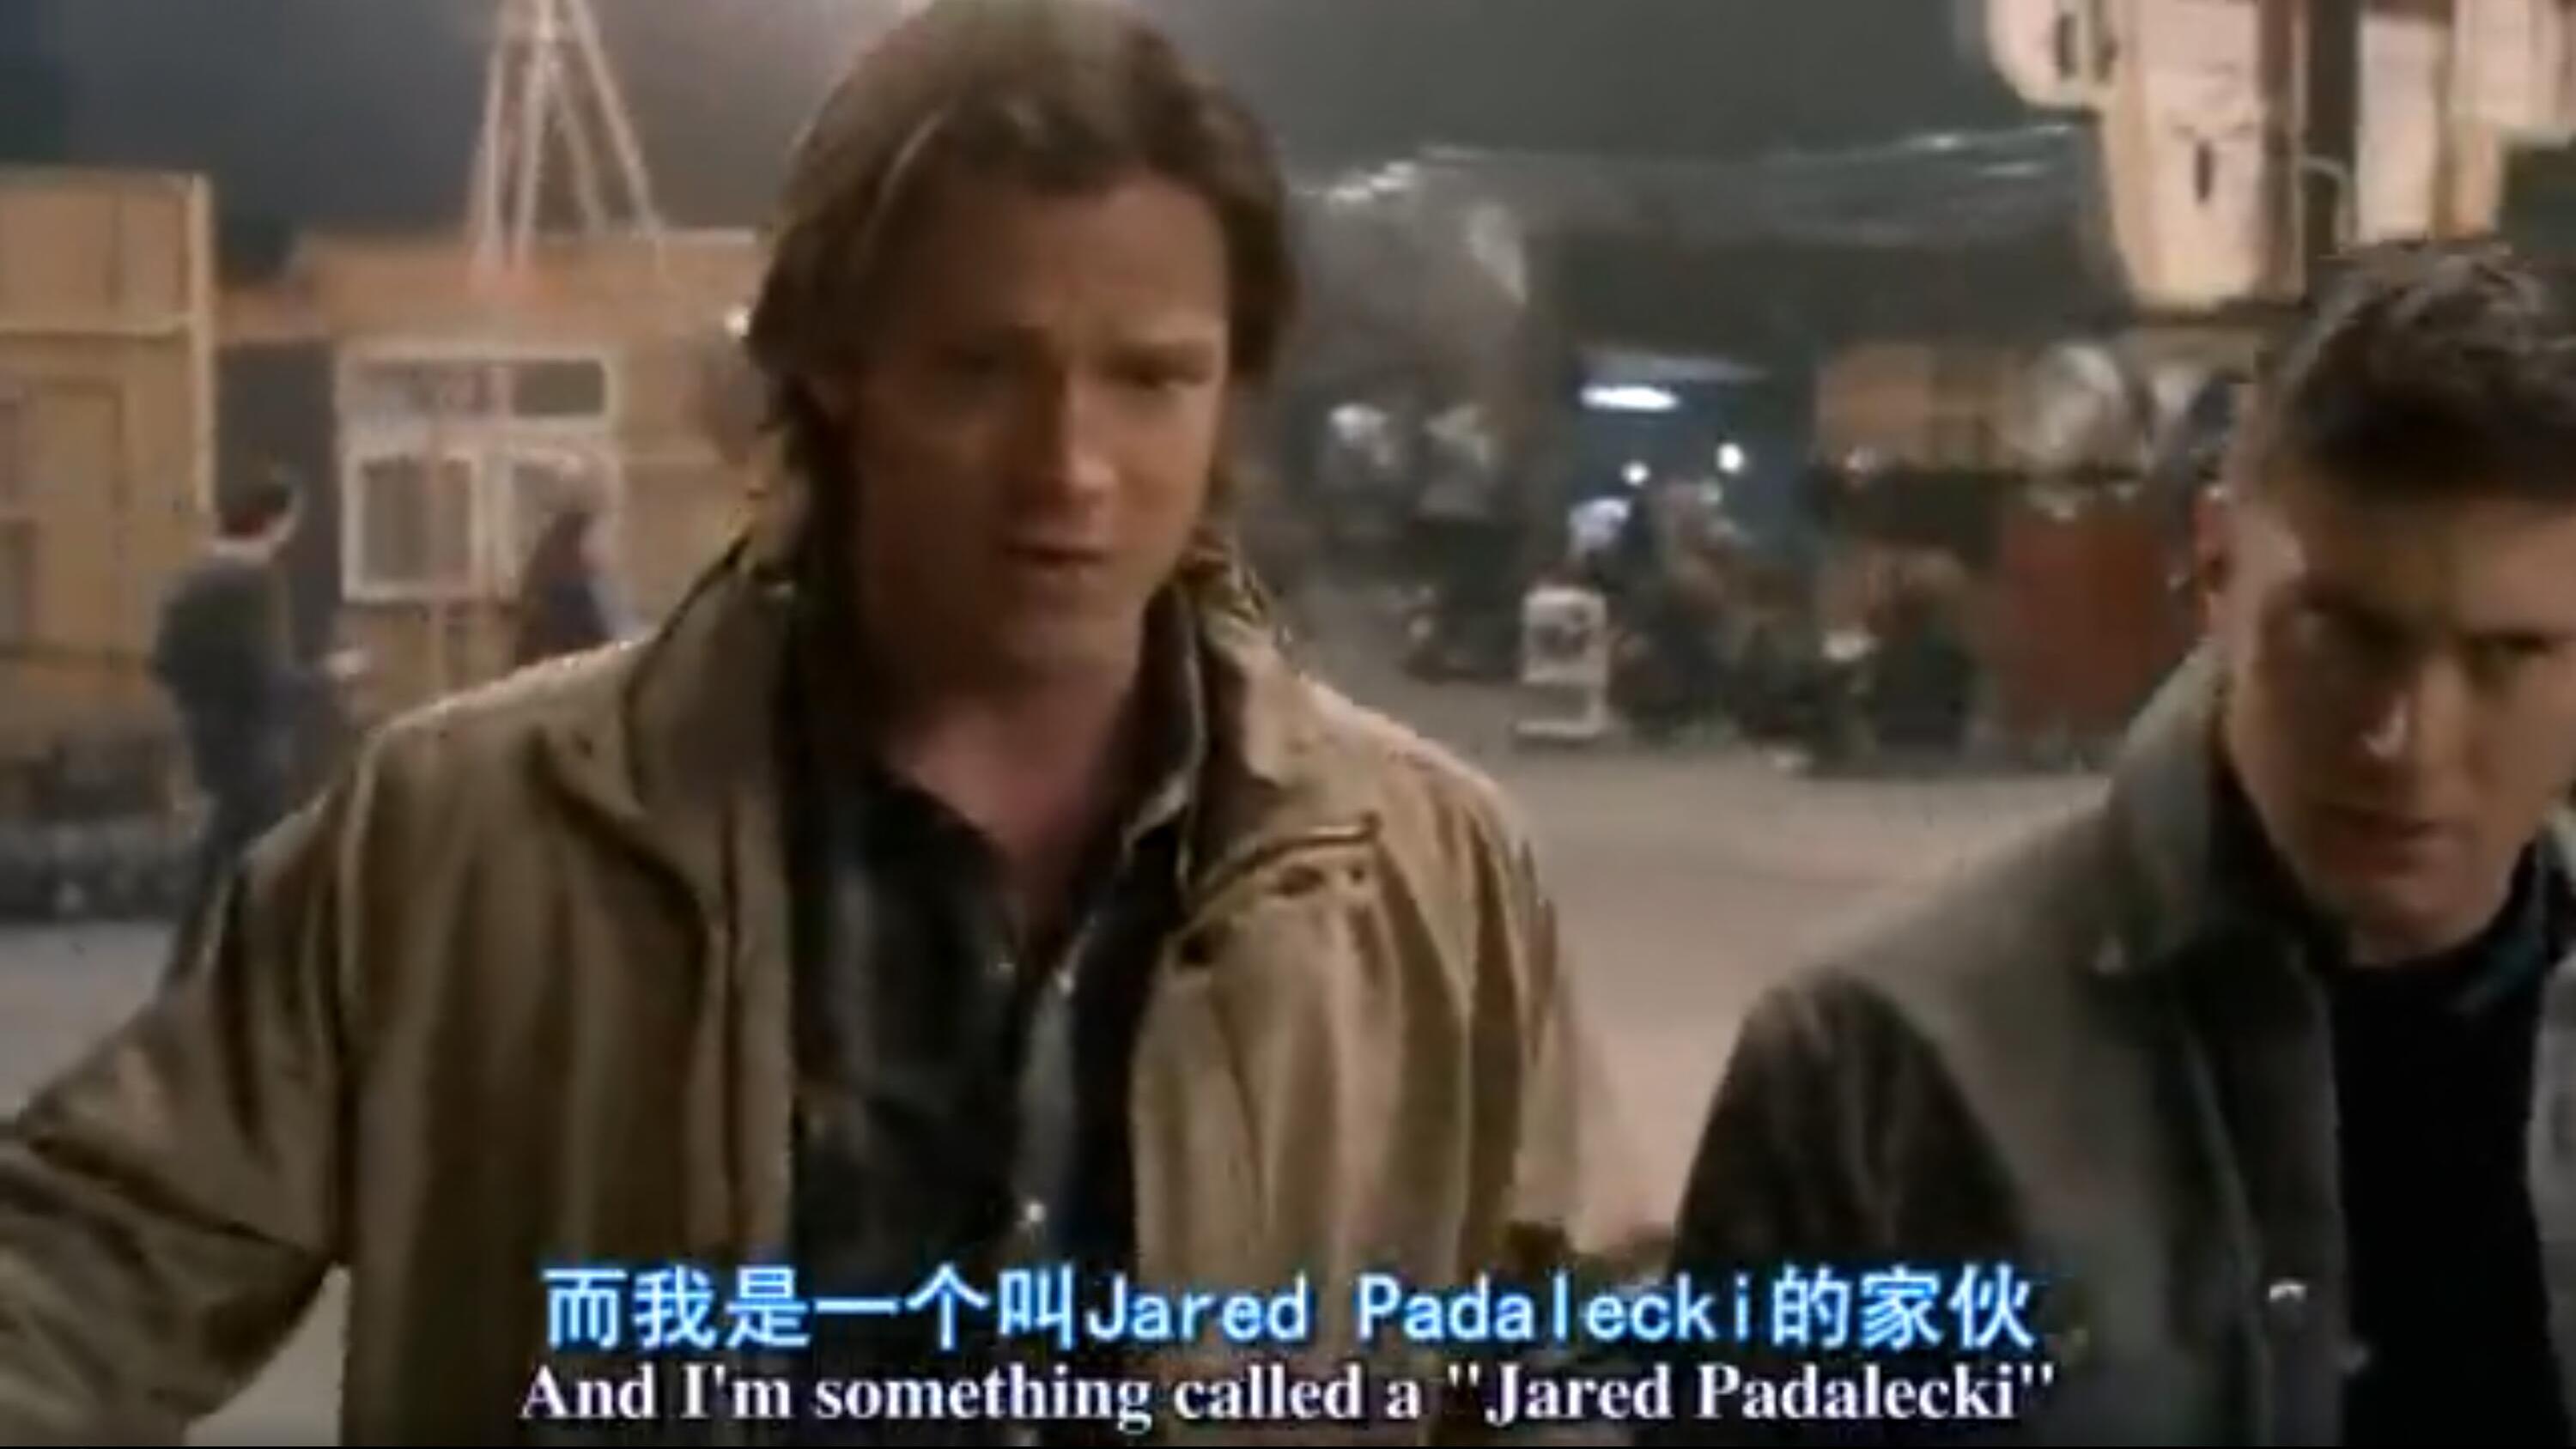 而我是一个叫Jared Padalecki的家伙
And I'm something called a "Jared Padalecki"